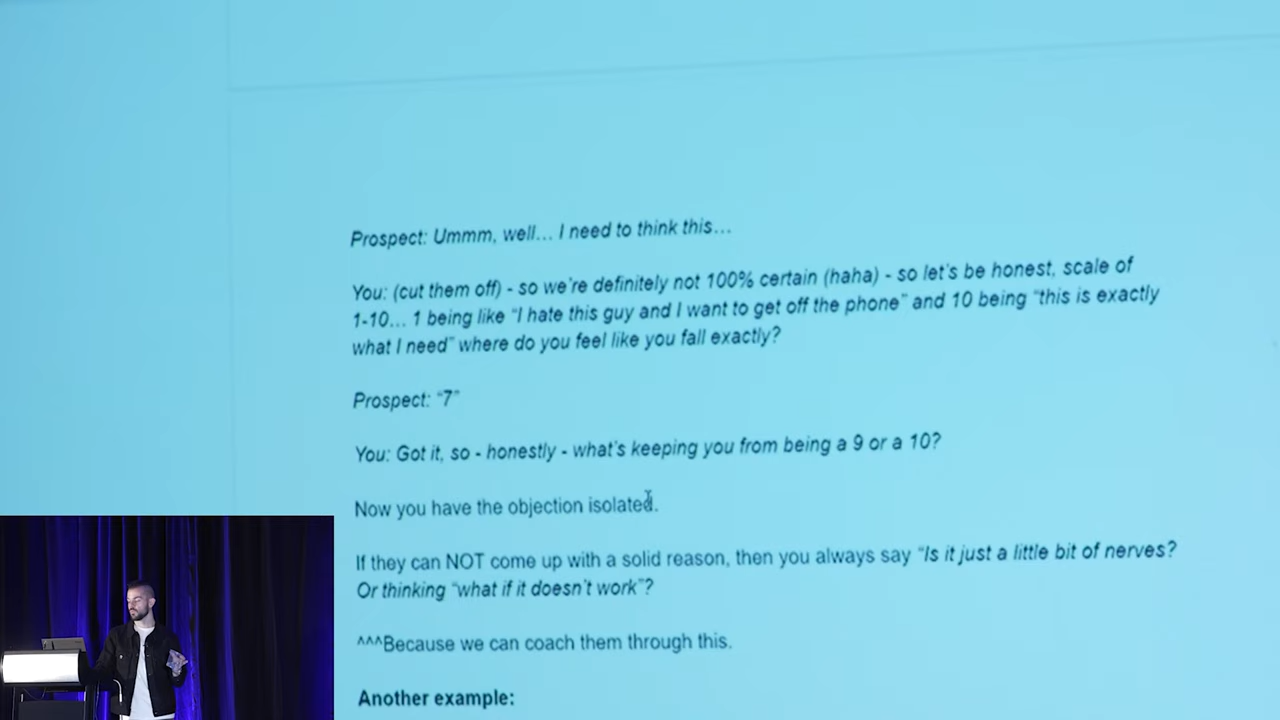 Prospect: Ummm, well... I need to think this...
You: (cut them off) - so we're definitely not 100% certain (haha) - so let's be honest, scale of
1-10... 1 being like "I hate this guy and I want to get off the phone" and 10 being "this is exactly
what I need" where do you feel like you fall exactly?
Prospect: "7"
You: Got it, so - honestly - what's keeping you from being a 9 or a 10?
Now you have the objection isolated.
If they can NOT come up with a solid reason, then you always say "Is it just a little bit of nerves?
Or thinking "what if it doesn't work"?
^^^Because we can coach them through this.
Another example: